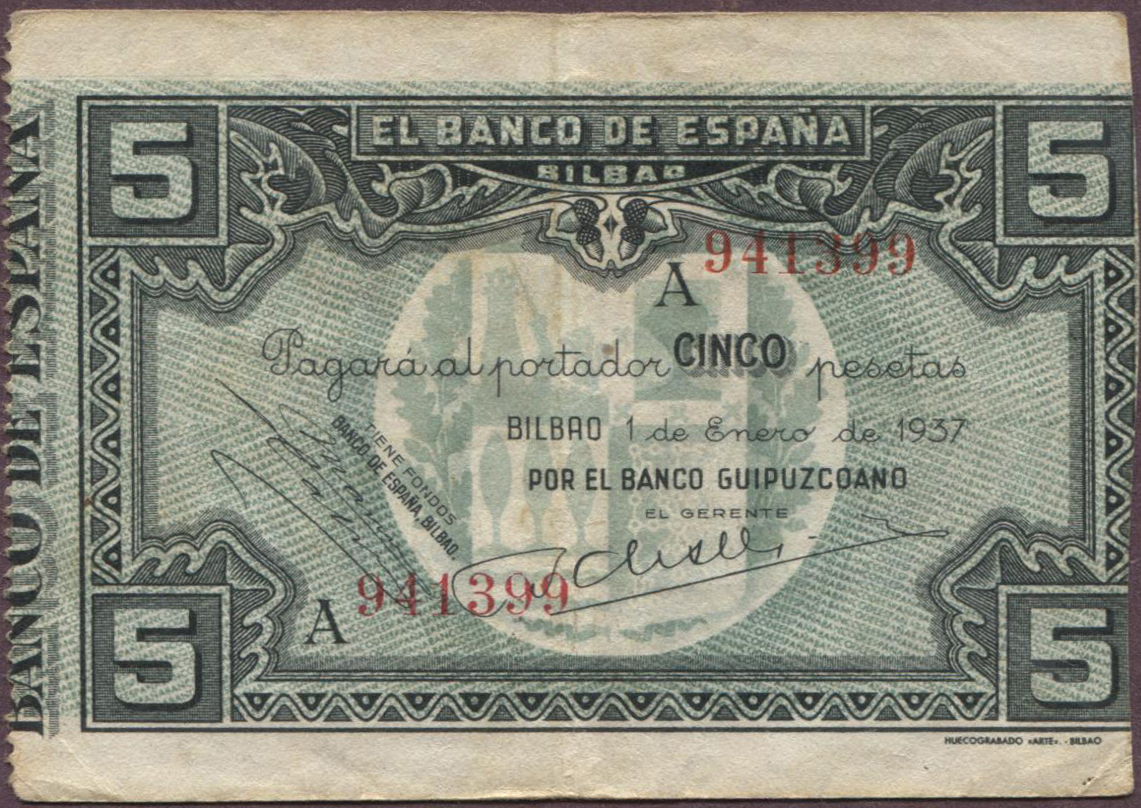 BANCO DE ESPAÑA
5 EL BANCO DE ESPAÑA 5
BILBAO
A 941399
Pagará al portador CINCO pesetas
BILBAO 1 de Enero de 1937
POR EL BANCO GUIPUZCOANO
EL GERENTE
TIENE FONDOS
BANCO DE ESPAÑA, BILBAO.
A 941399
5 5
HUECOGRABADO «ARTE». - BILBAO